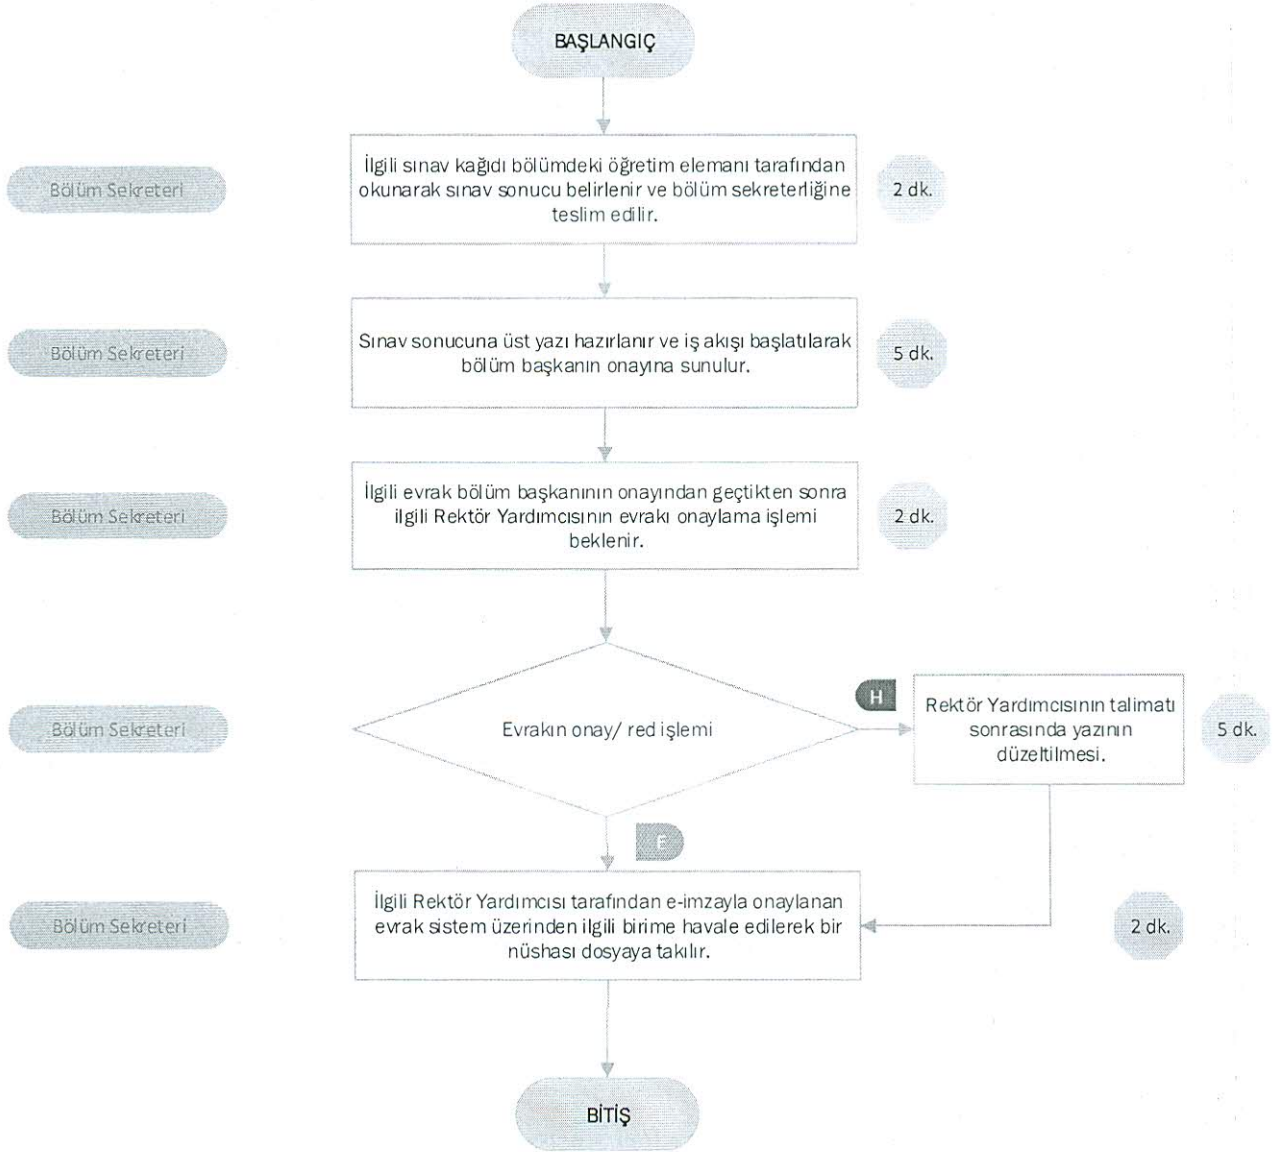 BAŞLANGIÇ
Bölüm Sekreteri
İlgili sınav kağıdı bölümdeki öğretim elemanı tarafından
okunarak sınav sonucu belirlenir ve bölüm sekreterliğine
teslim edilir.
2 dk.
Bölüm Sekreteri
Sınav sonucuna üst yazı hazırlanır ve iş akışı başlatılarak
bölüm başkanın onayına sunulur.
5 dk.
Bölüm Sekreteri
İlgili evrak bölüm başkanının onayından geçtikten sonra
ilgili Rektör Yardımcısının evrakı onaylama işlemi
beklenir.
2 dk.
Bölüm Sekreteri
Evrakın onay/ red işlemi
H
Rektör Yardımcısının talimatı
sonrasında yazının
düzeltilmesi.
5 dk.
E
Bölüm Sekreteri
İlgili Rektör Yardımcısı tarafından e-imzayla onaylanan
evrak sistem üzerinden ilgili birime havale edilerek bir
nüshası dosyaya takılır.
2 dk.
BİTİŞ